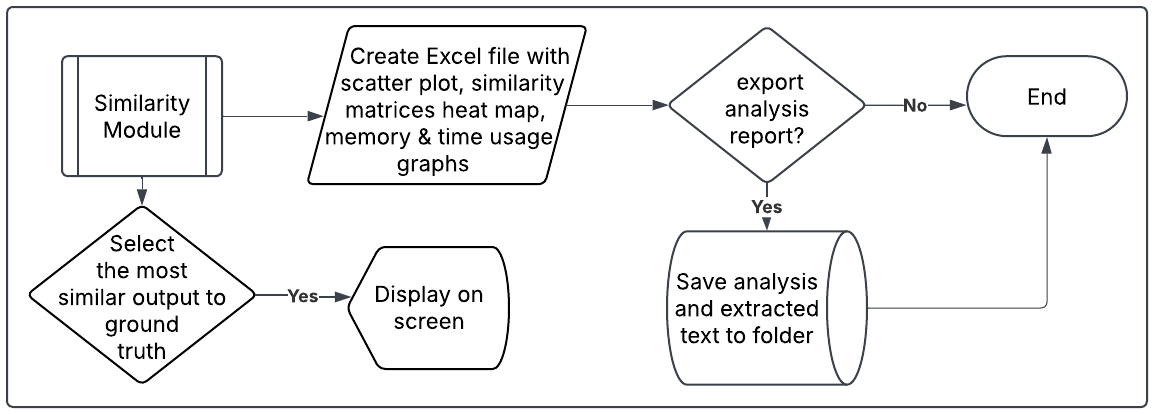 Similarity
Module
Create Excel file with
scatter plot, similarity
matrices heat map,
memory & time usage
graphs
export
analysis
report?
No
End
Yes
Select
the most
similar output to
ground
truth
Yes
Display on
screen
Save analysis
and extracted
text to folder